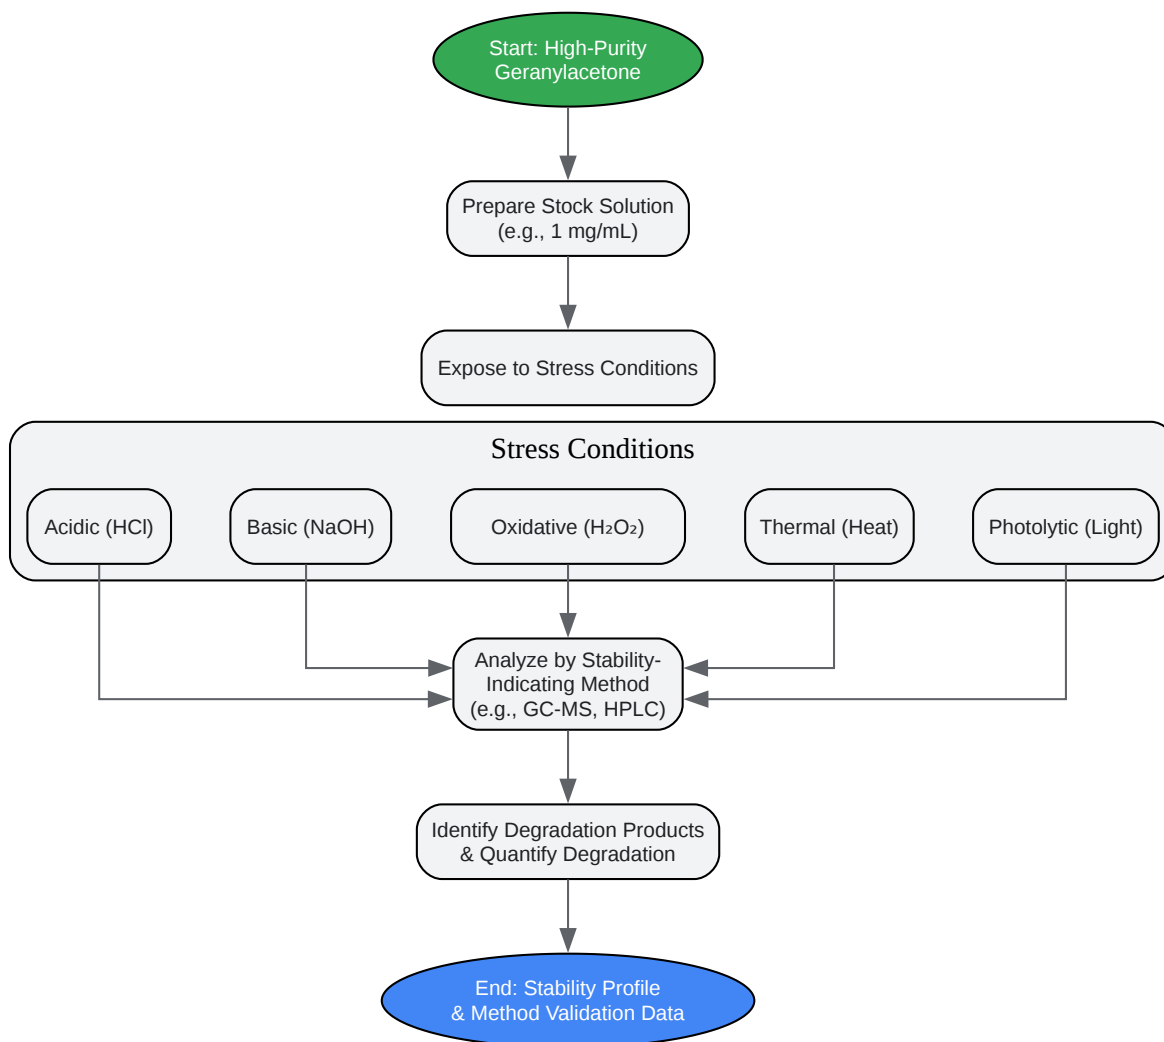 Start: High-Purity
Geranylacetone
Prepare Stock Solution
(e.g., 1 mg/mL)
Expose to Stress Conditions
Stress Conditions
Acidic (HCl)
Basic (NaOH)
Oxidative (H₂O₂)
Thermal (Heat)
Photolytic (Light)
Analyze by Stability-
Indicating Method
(e.g., GC-MS, HPLC)
Identify Degradation Products
& Quantify Degradation
End: Stability Profile
& Method Validation Data